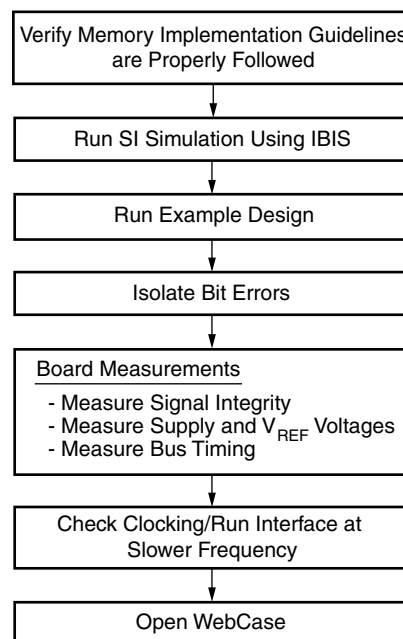 Verify Memory Implementation Guidelines
are Properly Followed
Run SI Simulation Using IBIS
Run Example Design
Isolate Bit Errors
Board Measurements
- Measure Signal Integrity
- Measure Supply and VREF Voltages
- Measure Bus Timing
Check Clocking/Run Interface at
Slower Frequency
Open WebCase